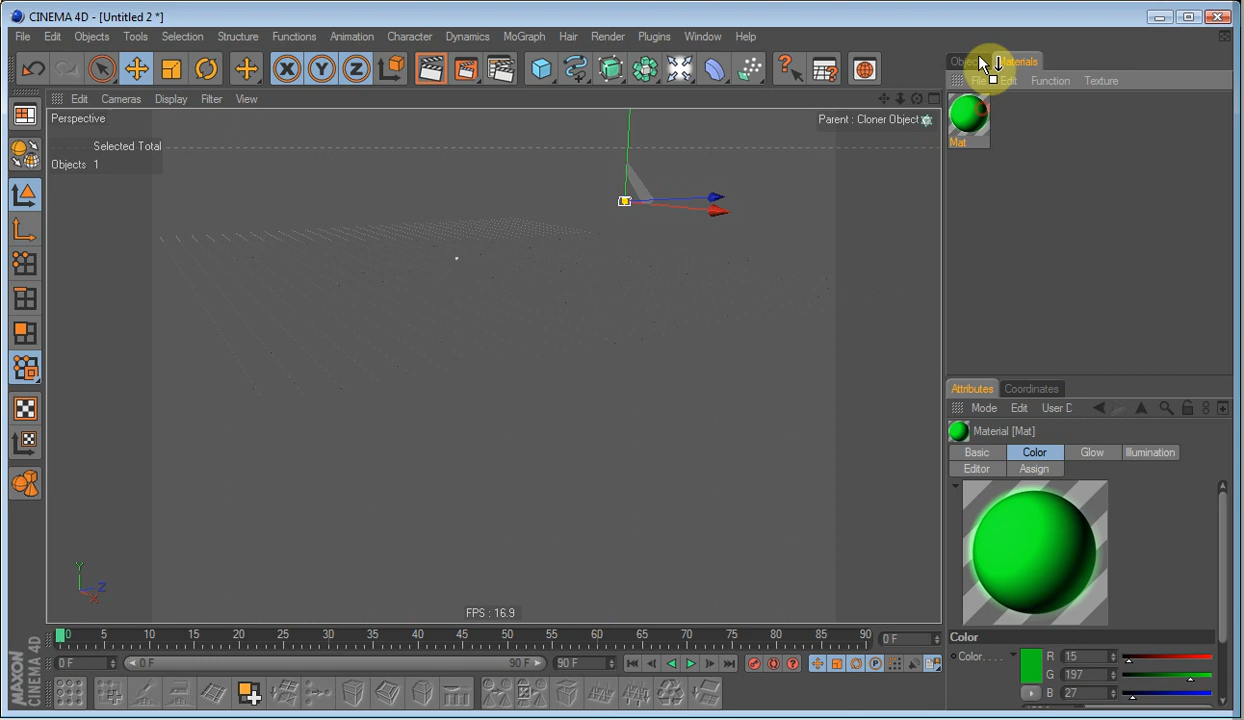 CINEMA 4D - [Untitled 2 *]
File Edit Objects Tools Selection Structure Functions Animation Character Dynamics MoGraph Hair Render Plugins Window Help
Materials
Edit Cameras Display Filter View
Edit Function Texture
Perspective
Parent : Cloner Object
Selected Total
Objects 1
Mat
Attributes Coordinates
Mode Edit
Material [Mat]
Basic Color Glow Illumination
Editor Assign
FPS : 16.9
0 5 10 15 20 25 30 35 40 45 50 55 60 65 70 75 80 85 90 0 F
0 F 0 F 90 F 90 F
Color
Color. . . . R 15
G 197
B 27
MAXON
CINEMA 4D